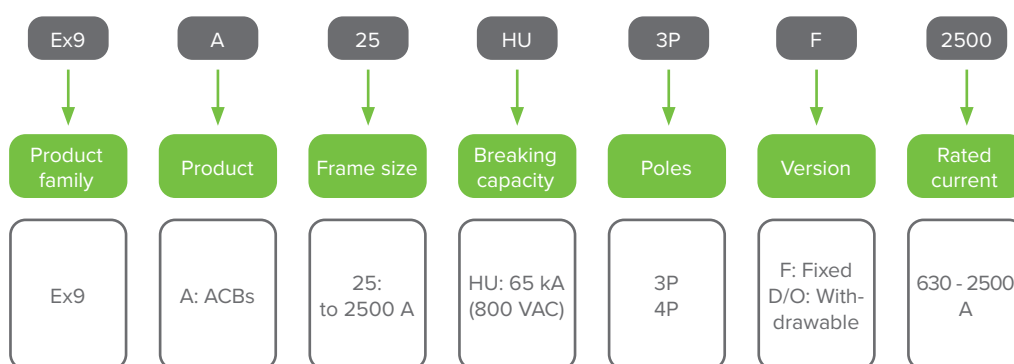 Ex9
A
25
HU
3P
F
2500
Product
family
Product
Frame size
Breaking
capacity
Poles
Version
Rated
current
Ex9
A: ACBs
25:
to 2500 A
HU: 65 kA
(800 VAC)
3P
4P
F: Fixed
D/O: With-
drawable
630 - 2500
A